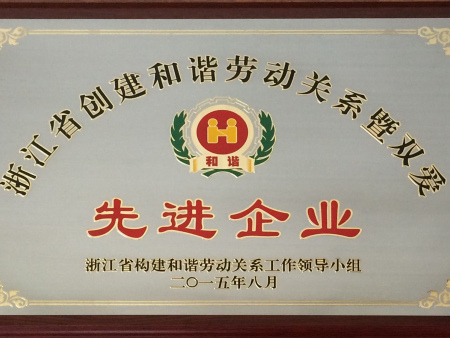 浙江省创建和谐劳动关系暨双爱
和谐
先进企业
浙江省构建和谐劳动关系工作领导小组
二〇一五年八月